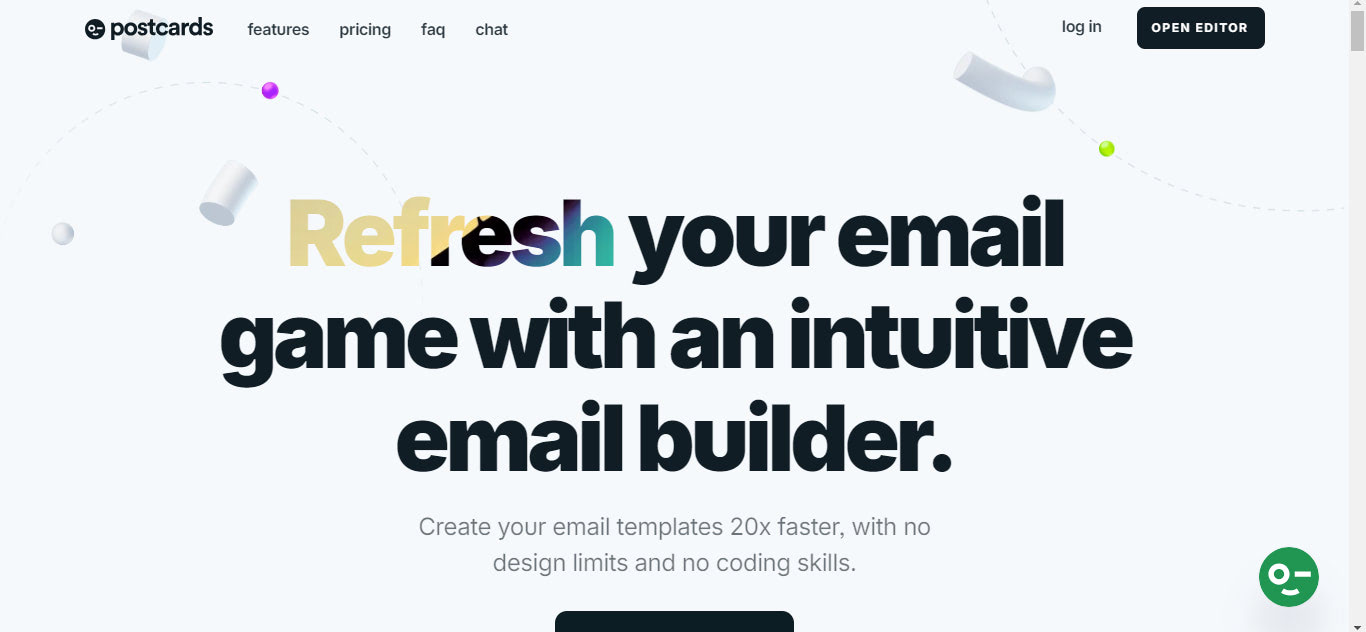 postcards features pricing faq chat log in OPEN EDITOR
Refresh your email
game with an intuitive
email builder.
Create your email templates 20x faster, with no
design limits and no coding skills.